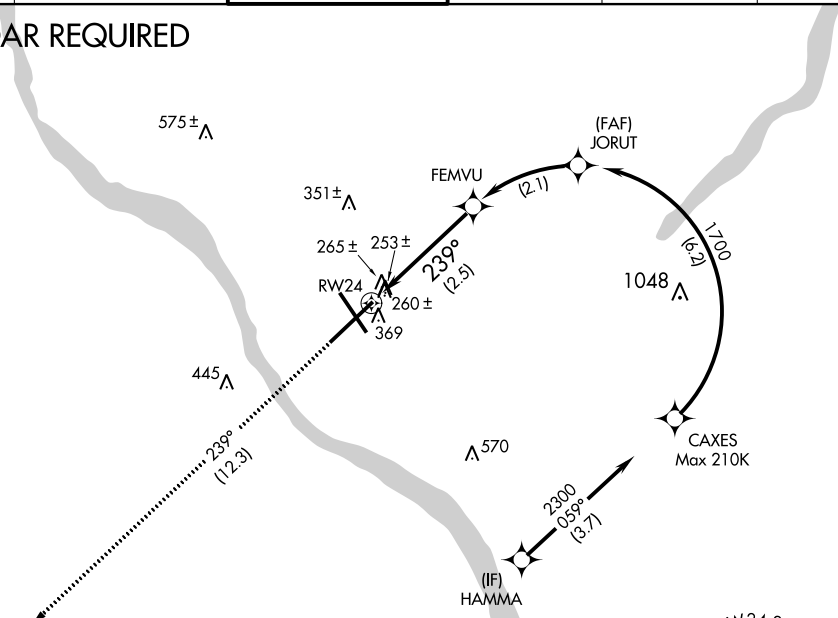 AR REQUIRED
575±
(FAF)
JORUT
FEMVU
(2.1)
351±
1700
(6.2)
265±
253±
239°
(2.5)
RW24
260±
1048
369
445
CAXES
Max 210K
570
239°
(12.3)
2300
059°
(3.7)
(IF)
HAMMA